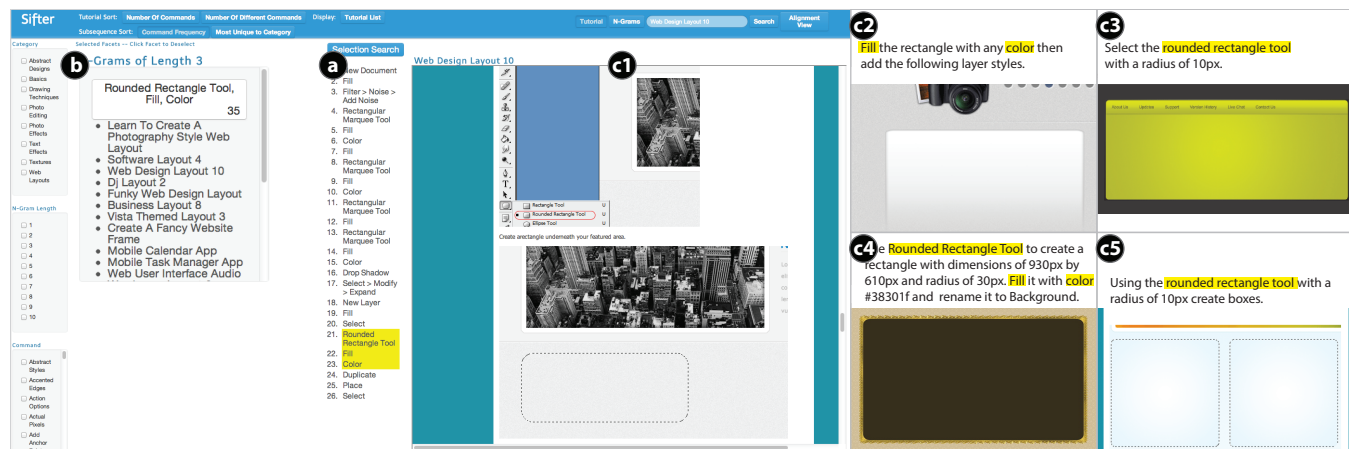 Sifter
Tutorial Sort: Number Of Commands Number Of Different Commands Display: Tutorial List
Subsequence Sort: Command Frequency Most Unique to Category
Tutorial N-Grams Web Design Layout 10 Search Alignment
View
Category
Abstract
Designs
Basics
Drawing
Techniques
Photo
Editing
Photo
Effects
Text
Effects
Textures
Web
Layouts
N-Gram Length
1
2
3
4
5
6
7
8
9
10
Command
Abstract
Styles
Accented
Edges
Action
Options
Actual
Pixels
Add
Anchor
Selected Facets -- Click Facet to Deselect
b
-Grams of Length 3
Rounded Rectangle Tool,
Fill, Color
35
• Learn To Create A
Photography Style Web
Layout
• Software Layout 4
• Web Design Layout 10
• Dj Layout 2
• Funky Web Design Layout
• Business Layout 8
• Vista Themed Layout 3
• Create A Fancy Website
Frame
• Mobile Calendar App
• Mobile Task Manager App
• Web User Interface Audio
Selection Search
a
New Document
2. Fill
3. Filter > Noise >
Add Noise
4. Rectangular
Marquee Tool
5. Fill
6. Color
7. Fill
8. Rectangular
Marquee Tool
9. Fill
10. Color
11. Rectangular
Marquee Tool
12. Fill
13. Rectangular
Marquee Tool
14. Fill
15. Color
16. Drop Shadow
17. Select > Modify
> Expand
18. New Layer
19. Fill
20. Select
21. Rounded
Rectangle Tool
22. Fill
23. Color
24. Duplicate
25. Place
26. Select
Web Design Layout 10
c1
Rectangle Tool U
Rounded Rectangle Tool U
Ellipse Tool U
Create arectangle underneath your featured area.
c2
Fill the rectangle with any color then
add the following layer styles.
c3
Select the rounded rectangle tool
with a radius of 10px.
About Us Updates Support Version History Live Chat Contact Us
c4
e Rounded Rectangle Tool to create a
rectangle with dimensions of 930px by
610px and radius of 30px. Fill it with color
#38301f and rename it to Background.
c5
Using the rounded rectangle tool with a
radius of 10px create boxes.